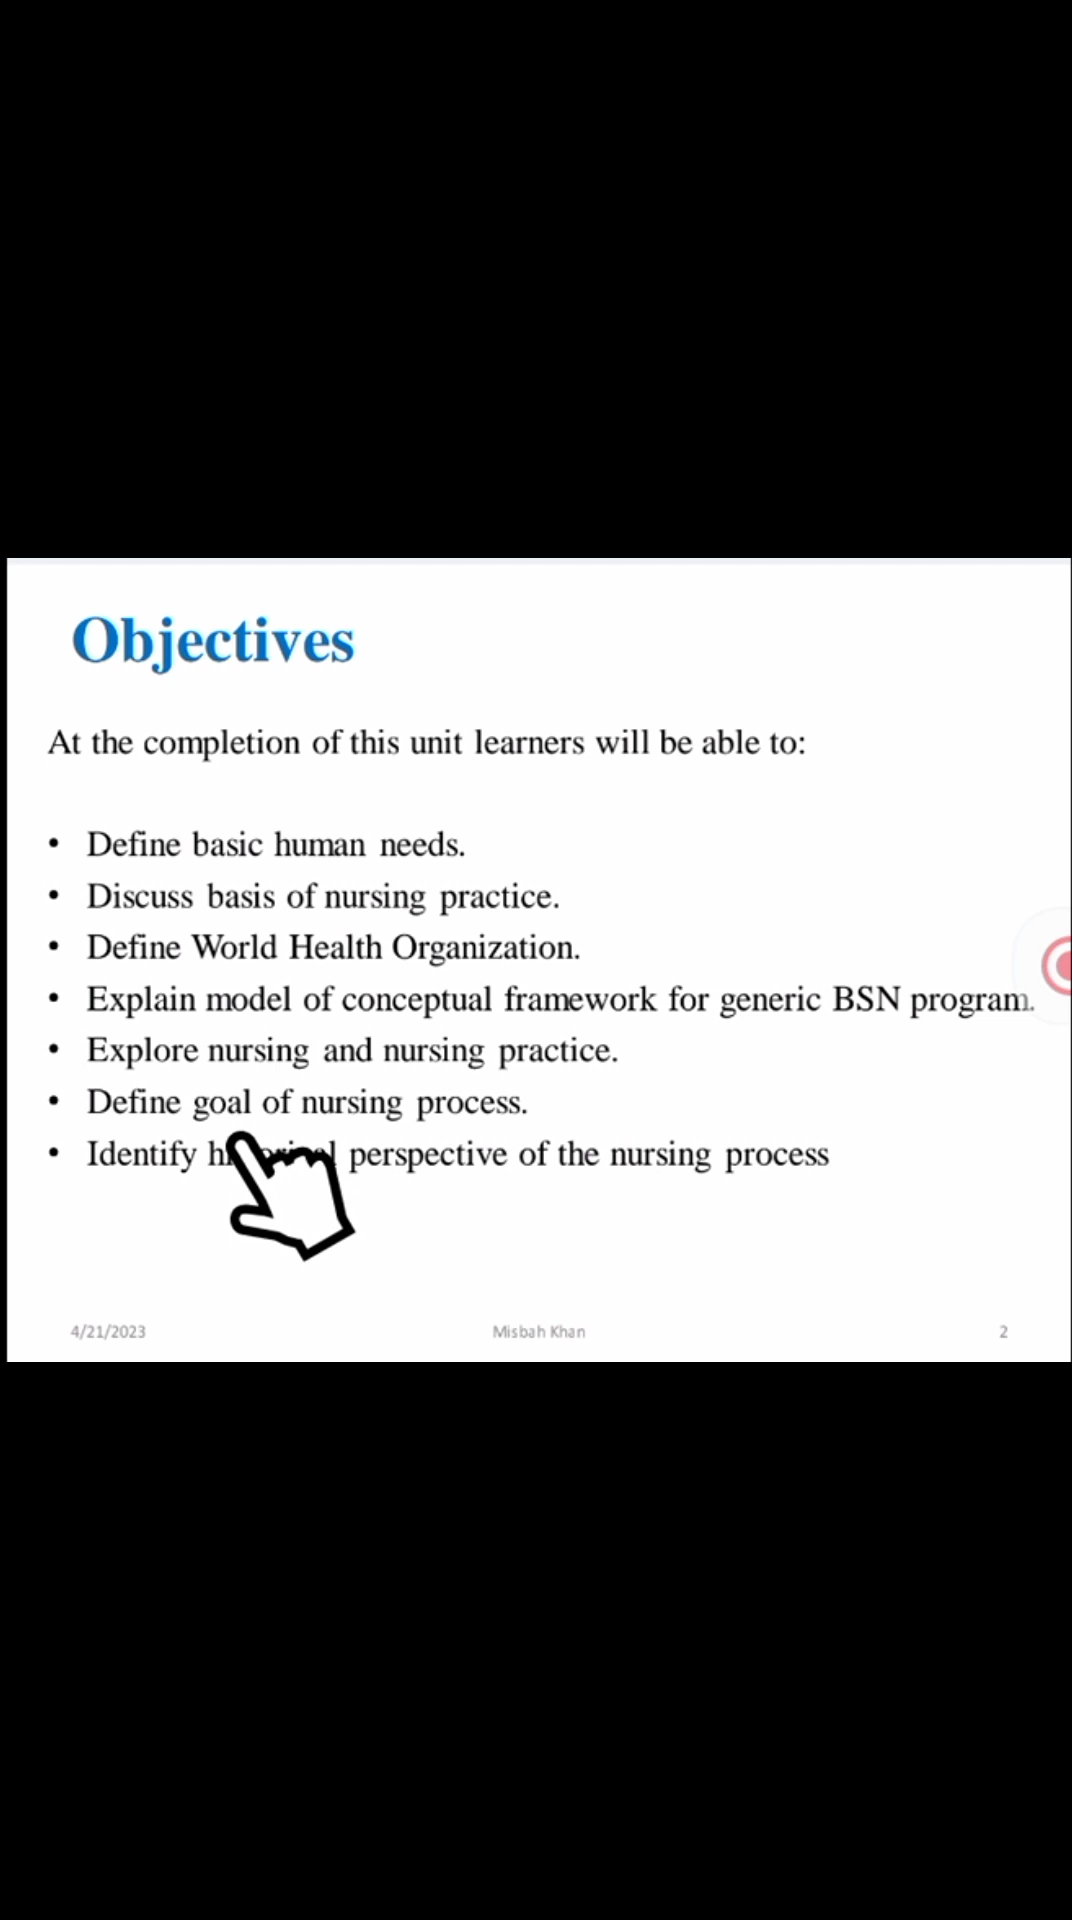 Objectives
At the completion of this unit learners will be able to:
• Define basic human needs.
• Discuss basis of nursing practice.
• Define World Health Organization.
• Explain model of conceptual framework for generic BSN program.
• Explore nursing and nursing practice.
• Define goal of nursing process.
• Identify perspective of the nursing process
4/21/2023 Misbah Khan 2